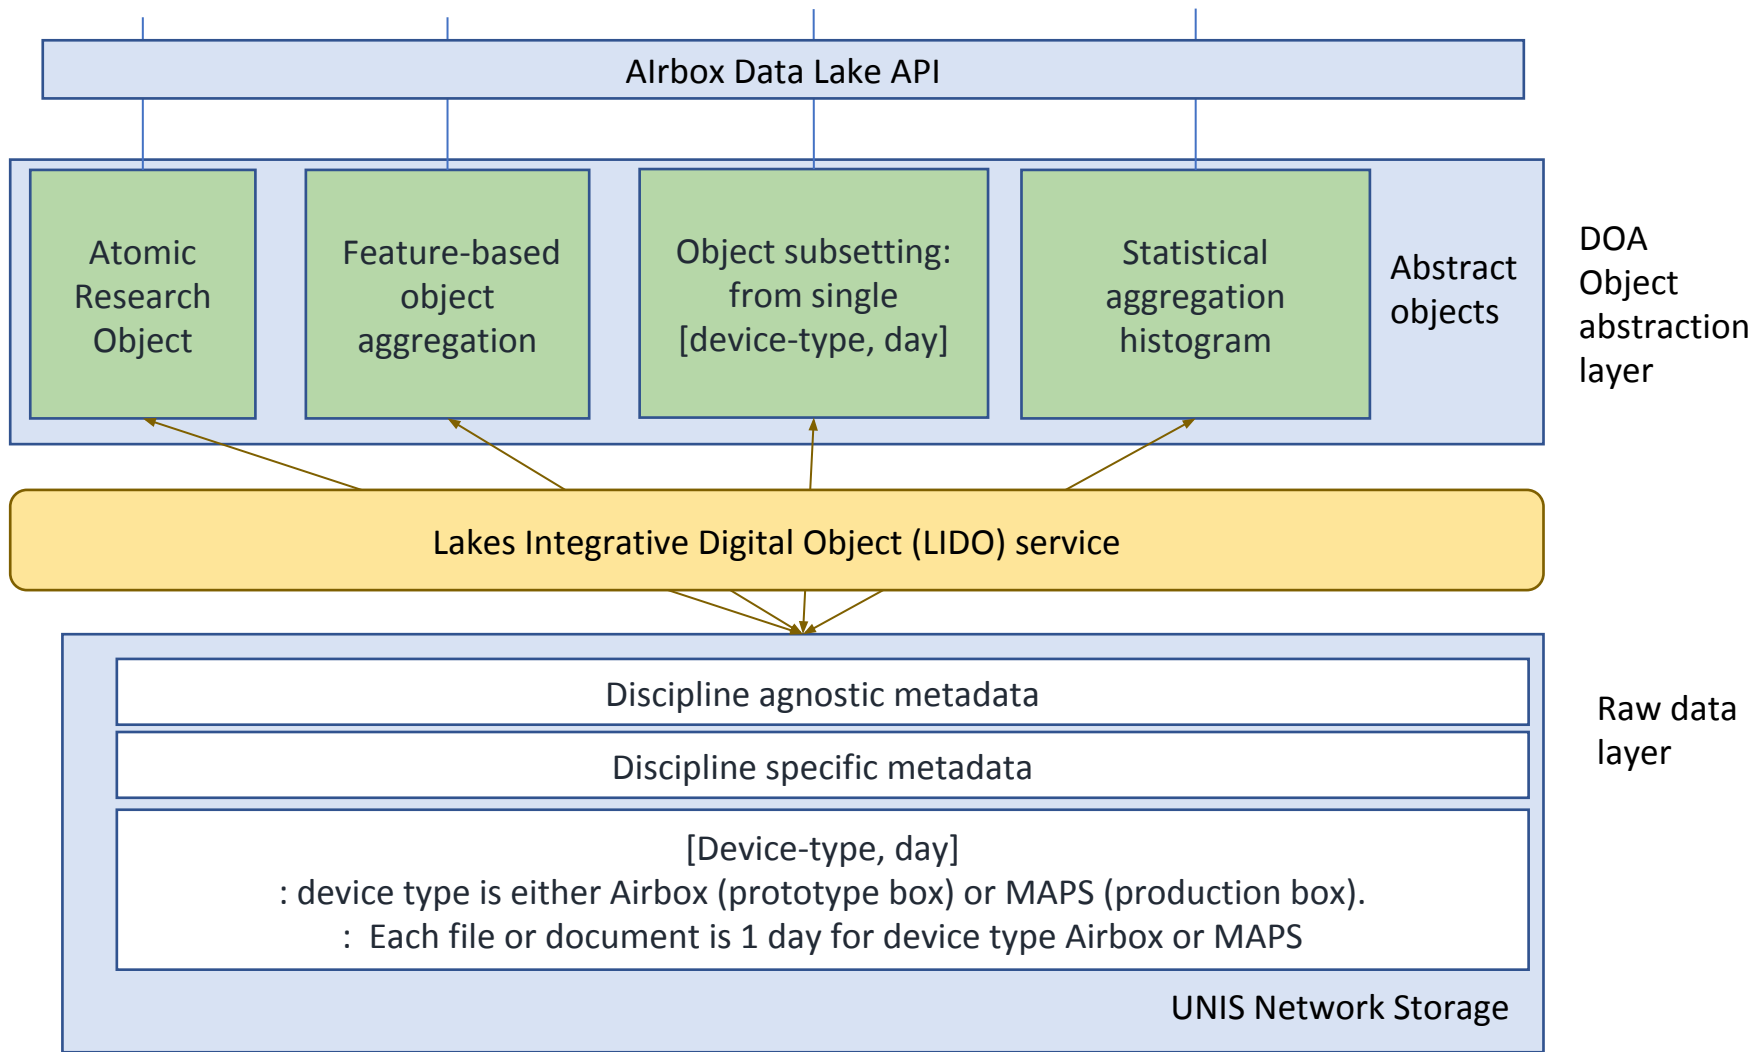 AIrbox Data Lake API
Atomic
Research
Object
Feature-based
object
aggregation
Object subsetting:
from single
[device-type, day]
Statistical
aggregation
histogram
Abstract
objects
DOA
Object
abstraction
layer
Lakes Integrative Digital Object (LIDO) service
Discipline agnostic metadata
Discipline specific metadata
[Device-type, day]
: device type is either Airbox (prototype box) or MAPS (production box).
: Each file or document is 1 day for device type Airbox or MAPS
UNIS Network Storage
Raw data
layer